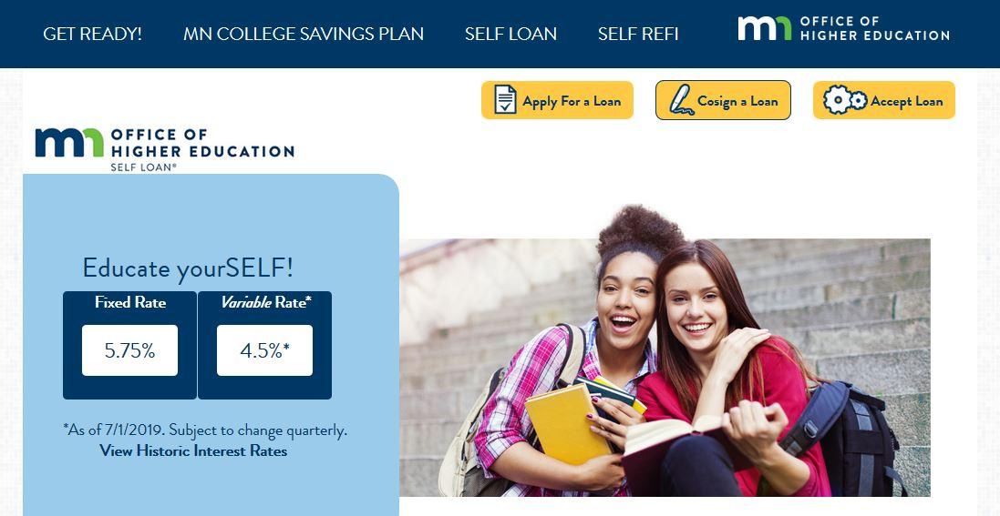 GET READY!
MN COLLEGE SAVINGS PLAN
SELF LOAN
SELF REFI
mn OFFICE OF
HIGHER EDUCATION
Apply For a Loan
Cosign a Loan
Accept Loan
mn OFFICE OF
HIGHER EDUCATION
SELF LOAN®
Educate yourSELF!
Fixed Rate
5.75%
Variable Rate*
4.5%*
*As of 7/1/2019. Subject to change quarterly.
View Historic Interest Rates